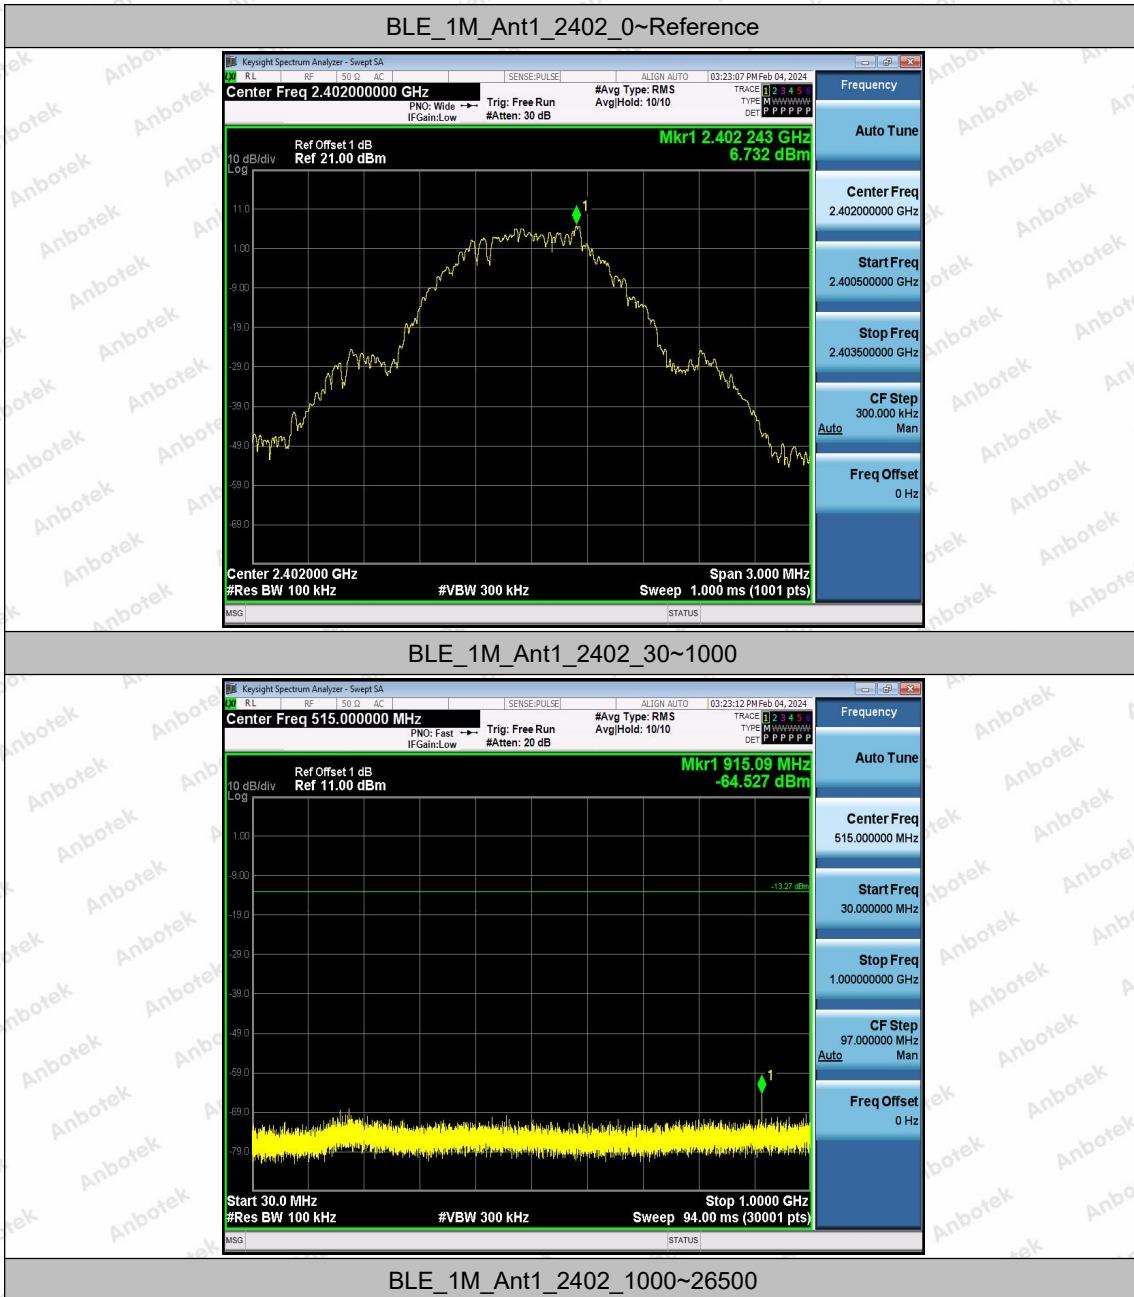 BLE_1M_Ant1_2402_0~Reference
Keysight Spectrum Analyzer - Swept SA
LXI RL RF 50 Ω AC SENSE:PULSE ALIGN AUTO 03:23:07 PM Feb 04, 2024
Center Freq 2.402000000 GHz
PNO: Wide
IFGain:Low
Trig: Free Run
#Atten: 30 dB
#Avg Type: RMS
Avg|Hold: 10/10
TRACE 1 2 3 4 5 6
TYPE M W W W W W
DET P P P P P P
Frequency
Auto Tune
Center Freq
2.402000000 GHz
Start Freq
2.400500000 GHz
Stop Freq
2.403500000 GHz
CF Step
300.000 kHz
Auto Man
Freq Offset
0 Hz
Mkr1 2.402 243 GHz
6.732 dBm
Ref Offset 1 dB
10 dB/div Ref 21.00 dBm
Log
11.0
1
1.00
-9.00
-19.0
-29.0
-39.0
-49.0
-59.0
-69.0
Center 2.402000 GHz Span 3.000 MHz
#Res BW 100 kHz #VBW 300 kHz Sweep 1.000 ms (1001 pts)
MSG STATUS
BLE_1M_Ant1_2402_30~1000
Keysight Spectrum Analyzer - Swept SA
LXI RL RF 50 Ω AC SENSE:PULSE ALIGN AUTO 03:23:12 PM Feb 04, 2024
Center Freq 515.000000 MHz
PNO: Fast
IFGain:Low
Trig: Free Run
#Atten: 20 dB
#Avg Type: RMS
Avg|Hold: 10/10
TRACE 1 2 3 4 5 6
TYPE M W W W W W
DET P P P P P P
Frequency
Auto Tune
Center Freq
515.000000 MHz
Start Freq
30.000000 MHz
Stop Freq
1.000000000 GHz
CF Step
97.000000 MHz
Auto Man
Freq Offset
0 Hz
Mkr1 915.09 MHz
-64.527 dBm
Ref Offset 1 dB
10 dB/div Ref 11.00 dBm
Log
1.00
-9.00
-13.27 dBm
-19.0
-29.0
-39.0
-49.0
-59.0
1
-69.0
-79.0
Start 30.0 MHz Stop 1.0000 GHz
#Res BW 100 kHz #VBW 300 kHz Sweep 94.00 ms (30001 pts)
MSG STATUS
BLE_1M_Ant1_2402_1000~26500